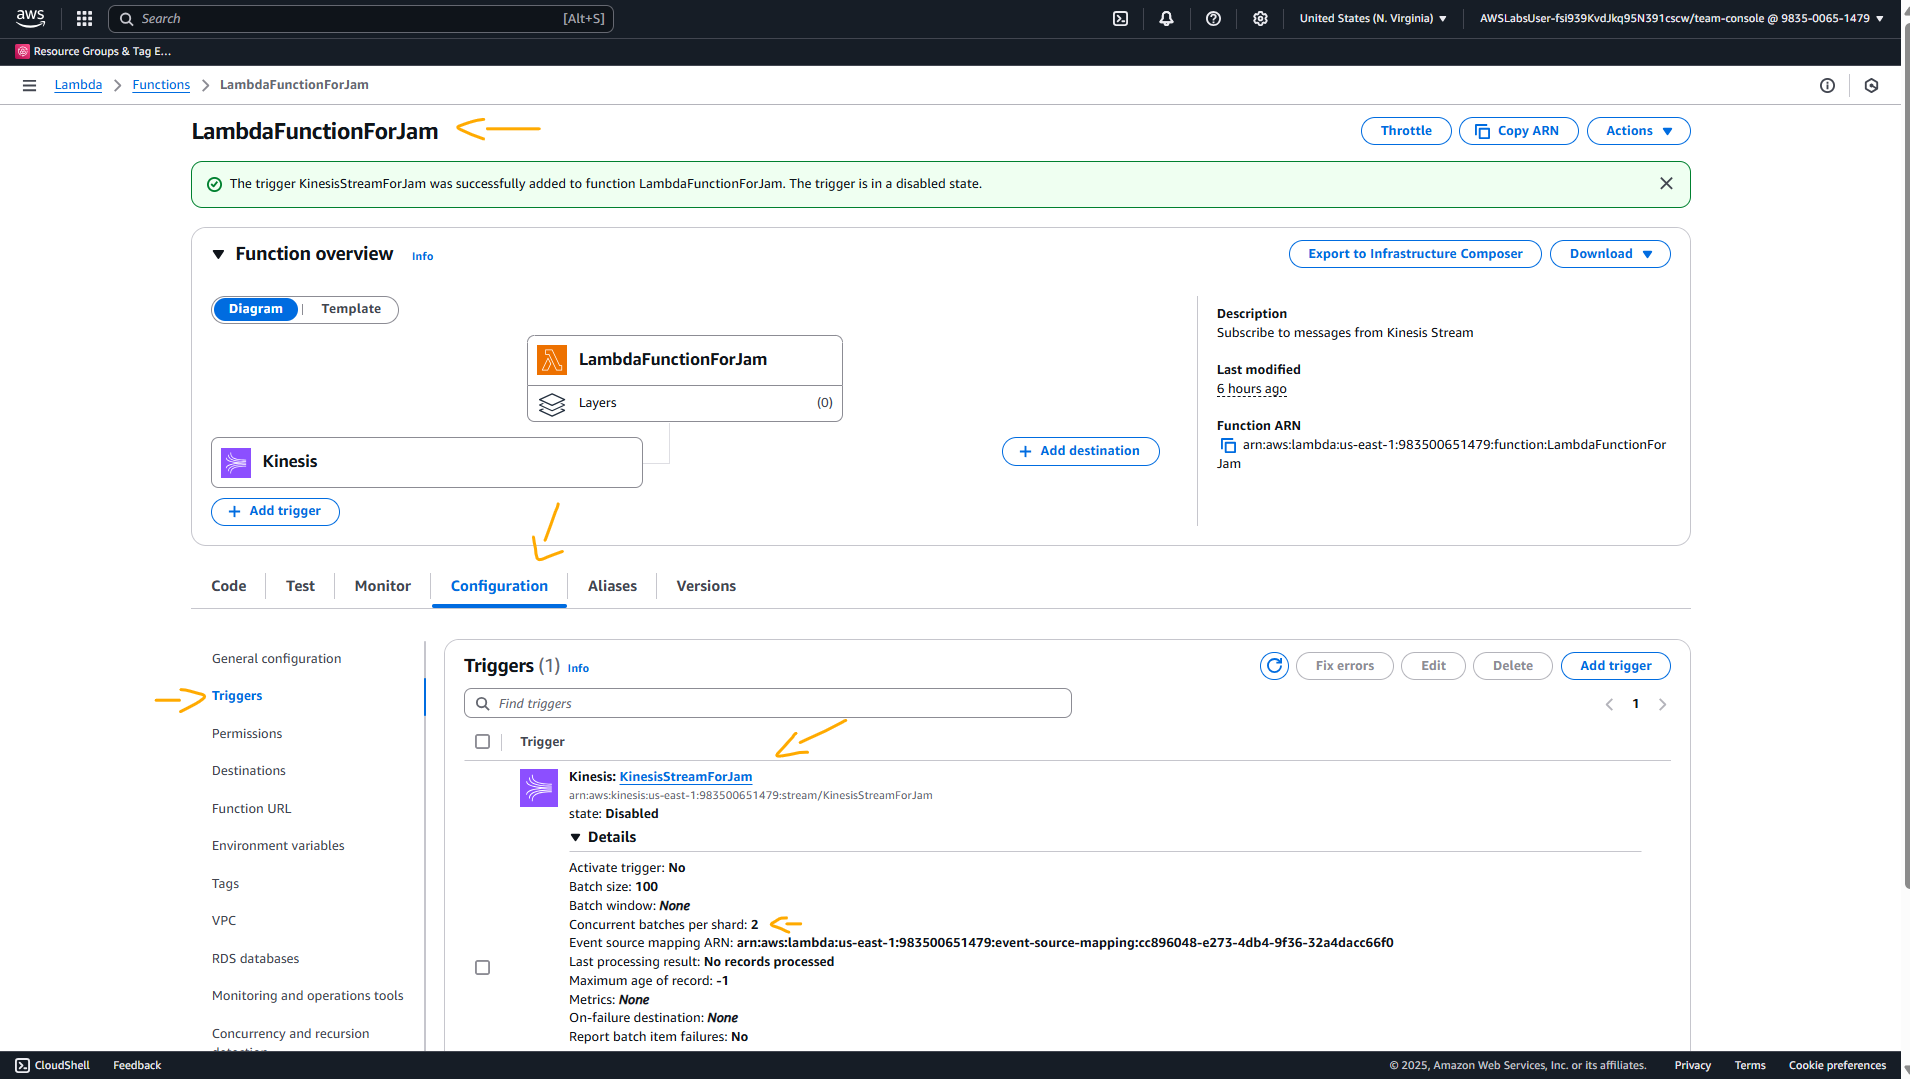 aws
Search [Alt+S]
United States (N. Virginia) ▼
AWSLabsUser-fsi939KvdJkq95N391cscw/team-console @ 9835-0065-1479 ▼
Resource Groups & Tag E...
Lambda > Functions > LambdaFunctionForJam
LambdaFunctionForJam
Throttle
Copy ARN
Actions ▼
The trigger KinesisStreamForJam was successfully added to function LambdaFunctionForJam. The trigger is in a disabled state.
▼ Function overview Info
Export to Infrastructure Composer
Download ▼
Diagram | Template
LambdaFunctionForJam
Layers (0)
Kinesis
+ Add trigger
+ Add destination
Description
Subscribe to messages from Kinesis Stream
Last modified
6 hours ago
Function ARN
arn:aws:lambda:us-east-1:983500651479:function:LambdaFunctionFor
Jam
Code
Test
Monitor
Configuration
Aliases
Versions
General configuration
Triggers
Permissions
Destinations
Function URL
Environment variables
Tags
VPC
RDS databases
Monitoring and operations tools
Concurrency and recursion
Triggers (1) Info
Fix errors
Edit
Delete
Add trigger
Find triggers
< 1 >
Trigger
Kinesis: KinesisStreamForJam
arn:aws:kinesis:us-east-1:983500651479:stream/KinesisStreamForJam
state: Disabled
▼ Details
Activate trigger: No
Batch size: 100
Batch window: None
Concurrent batches per shard: 2
Event source mapping ARN: arn:aws:lambda:us-east-1:983500651479:event-source-mapping:cc896048-e273-4db4-9f36-32a4dacc66f0
Last processing result: No records processed
Maximum age of record: -1
Metrics: None
On-failure destination: None
Report batch item failures: No
CloudShell
Feedback
© 2025, Amazon Web Services, Inc. or its affiliates.
Privacy
Terms
Cookie preferences